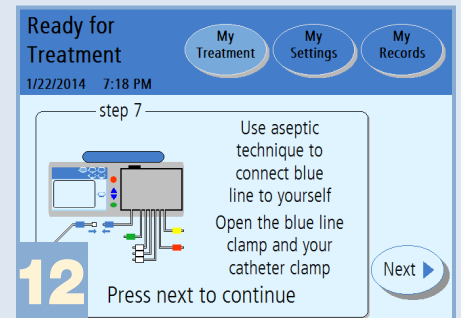 Ready for
Treatment
1/22/2014 7:18 PM
My
Treatment
My
Settings
My
Records
step 7
Use aseptic
technique to
connect blue
line to yourself
Open the blue line
clamp and your
catheter clamp
Next
12
Press next to continue